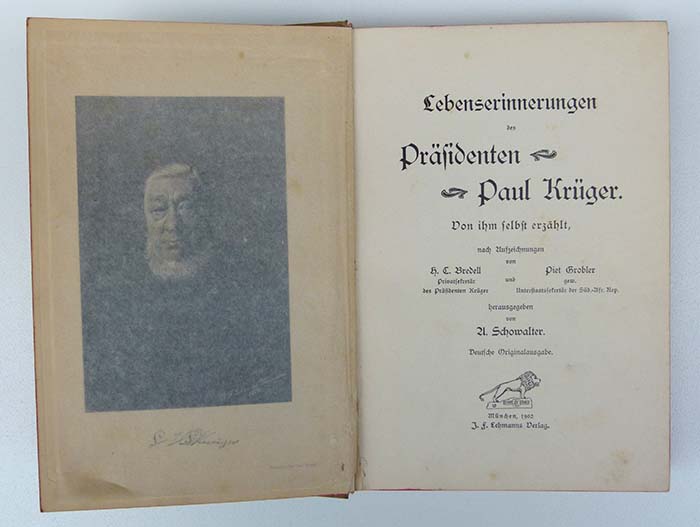 Lebenserinnerungen
des
Präsidenten
Paul Krüger.
Von ihm selbst erzählt,
nach Aufzeichnungen
von
H. C. Bredell und Piet Grobler
Privatsekretär gew.
des Präsidenten Krüger Unterstaatssekretär der Süd-Afr. Rep.
herausgegeben
von
A. Schowalter.
Deutsche Originalausgabe.
München, 1902
J. F. Lehmanns Verlag.